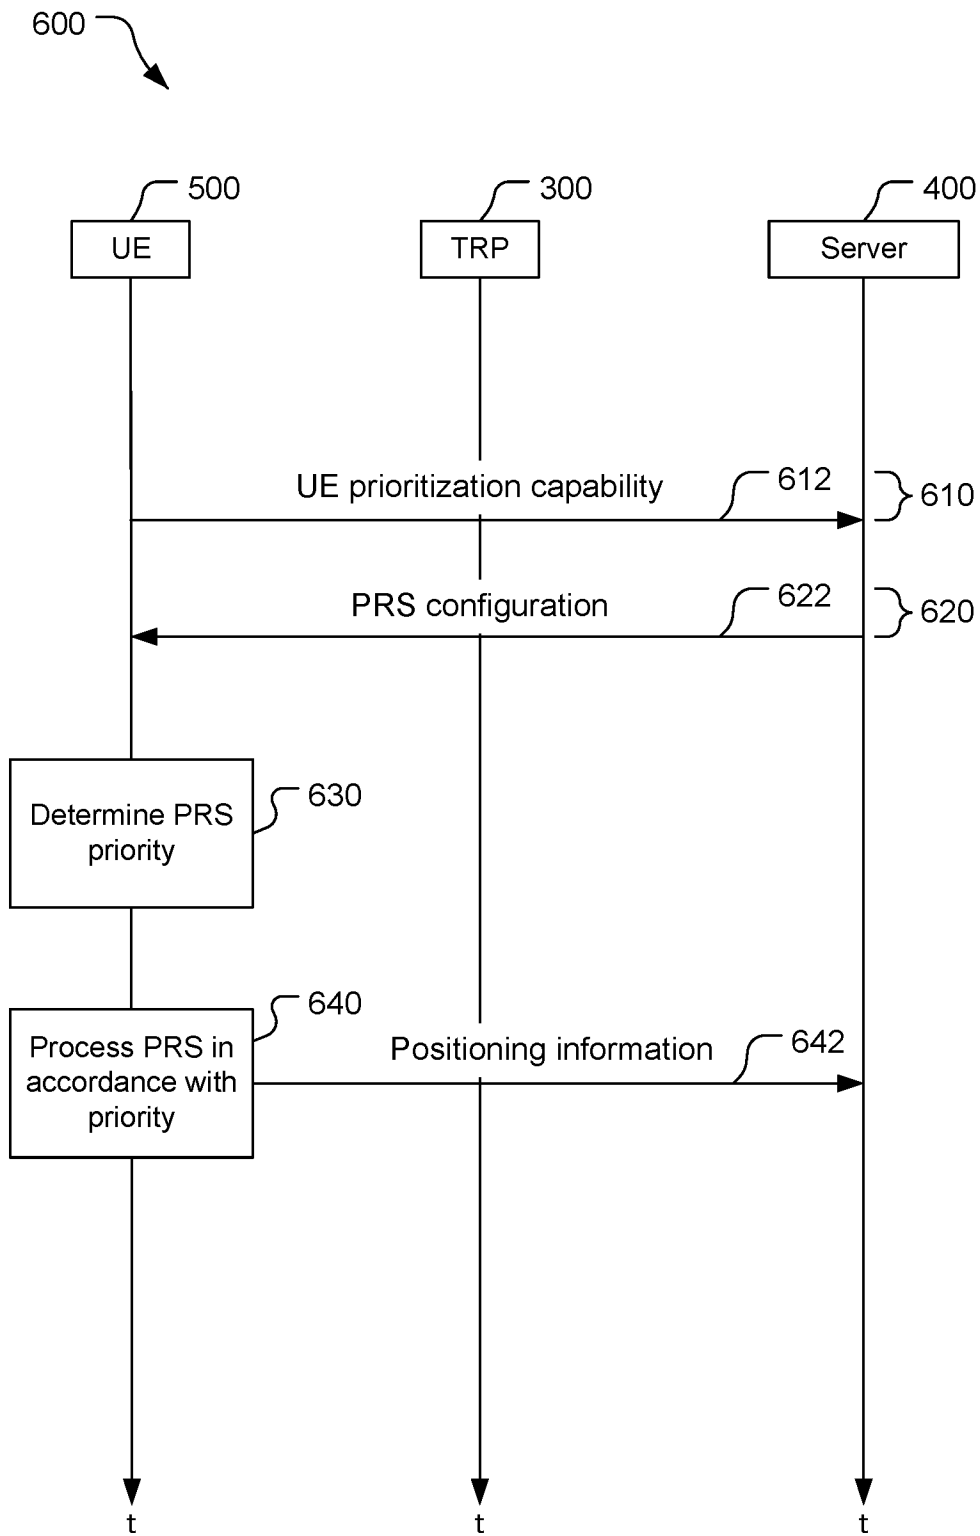 600
500
300
400
UE
TRP
Server
UE prioritization capability
612
610
PRS configuration
622
620
Determine PRS
priority
630
640
Process PRS in
accordance with
priority
Positioning information
642
t
t
t